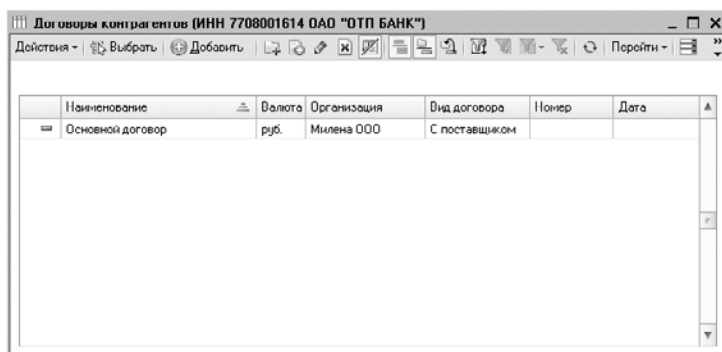 Договоры контрагентов (ИНН 7708001614 ОАО "ОТП БАНК")
Действия Выбрать Добавить Перейти
Наименование Валюта Организация Вид договора Номер Дата
Основной договор руб. Милена ООО С поставщиком